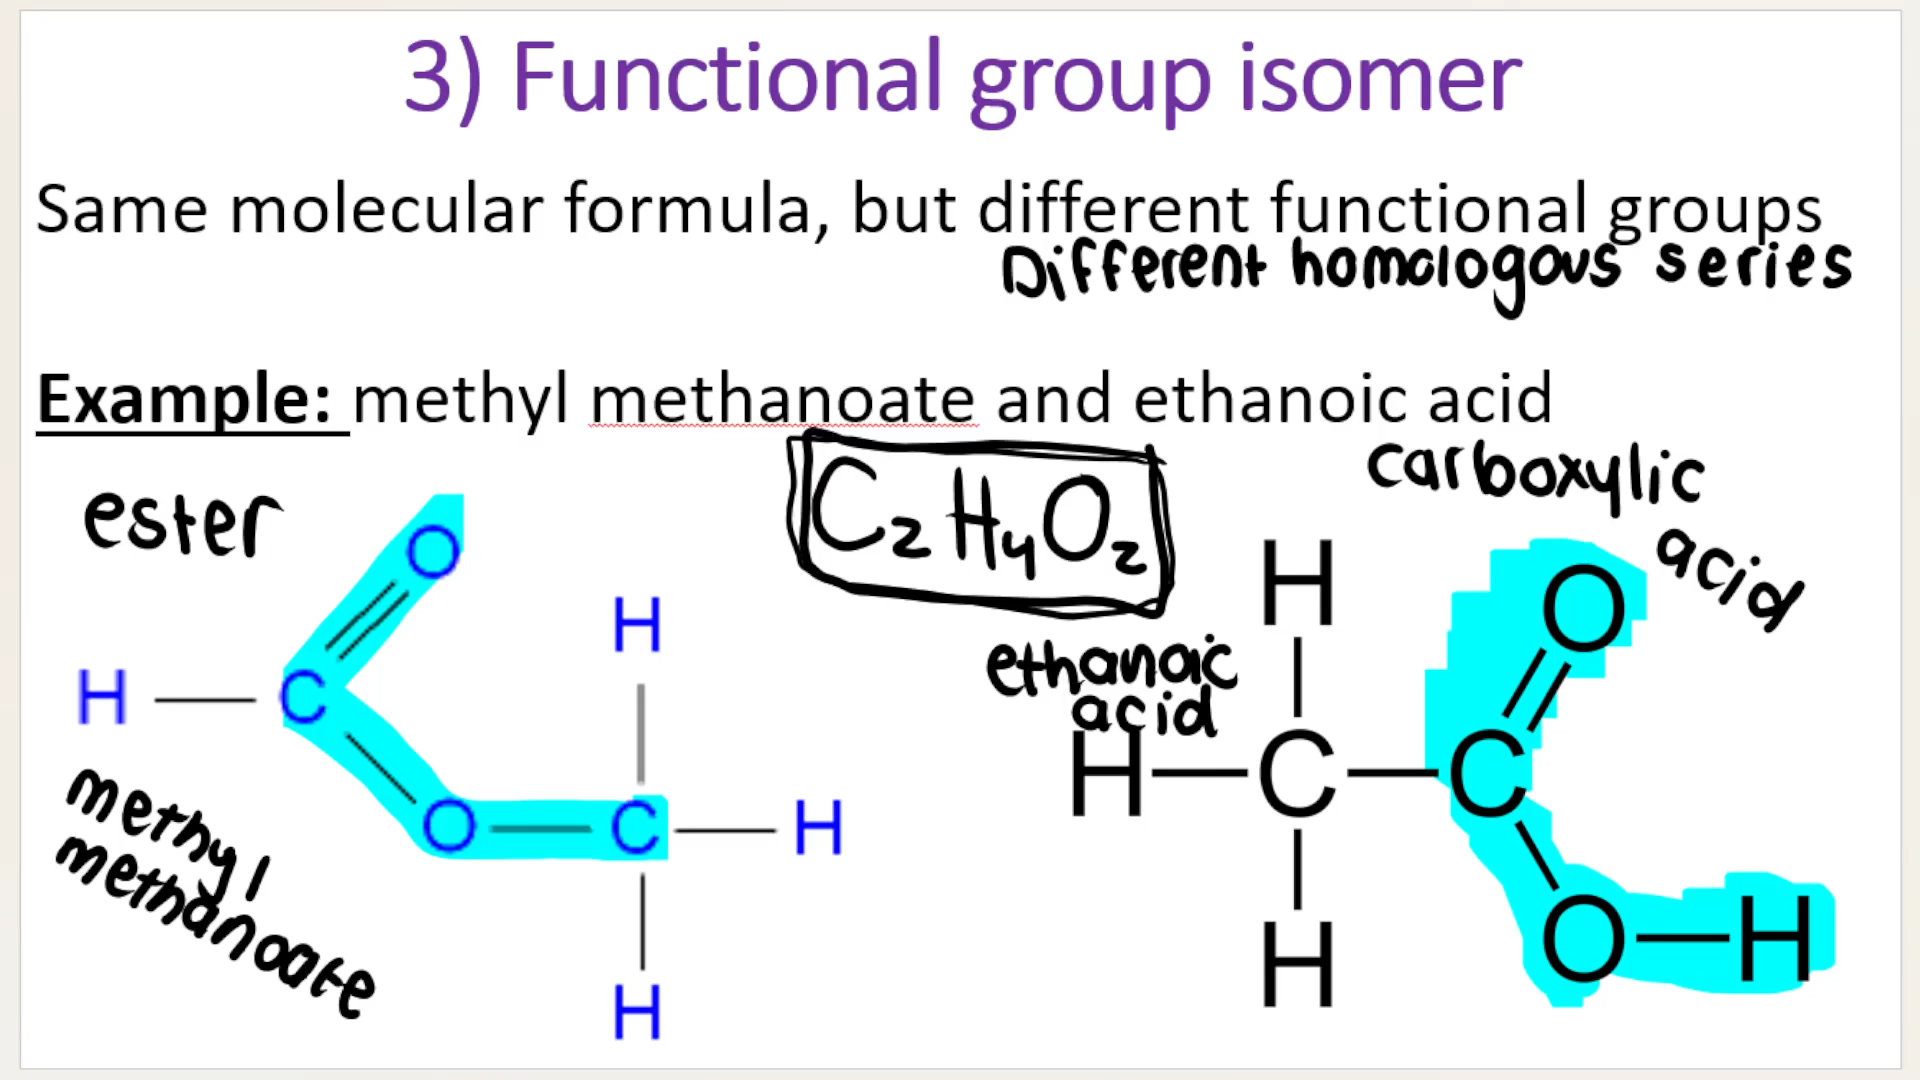 3) Functional group isomer
Same molecular formula, but different functional groups
Different homologous series
Example: methyl methanoate and ethanoic acid
ester
C₂H₄O₂
carboxylic
acid
ethanoic
acid
methyl
methanoate
O
H
H
C
O
C
H
H
H
O
H
C
C
H
O
H